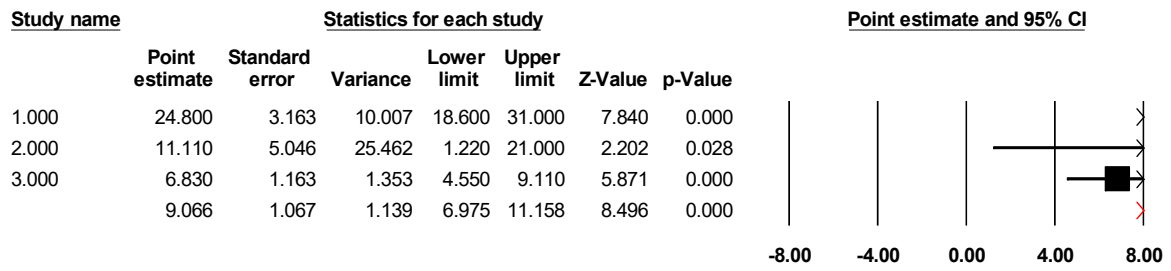 Study name Statistics for each study Point estimate and 95% CI
Point Standard Lower Upper
estimate error Variance limit limit Z-Value p-Value
1.000 24.800 3.163 10.007 18.600 31.000 7.840 0.000
2.000 11.110 5.046 25.462 1.220 21.000 2.202 0.028
3.000 6.830 1.163 1.353 4.550 9.110 5.871 0.000
9.066 1.067 1.139 6.975 11.158 8.496 0.000
-8.00 -4.00 0.00 4.00 8.00